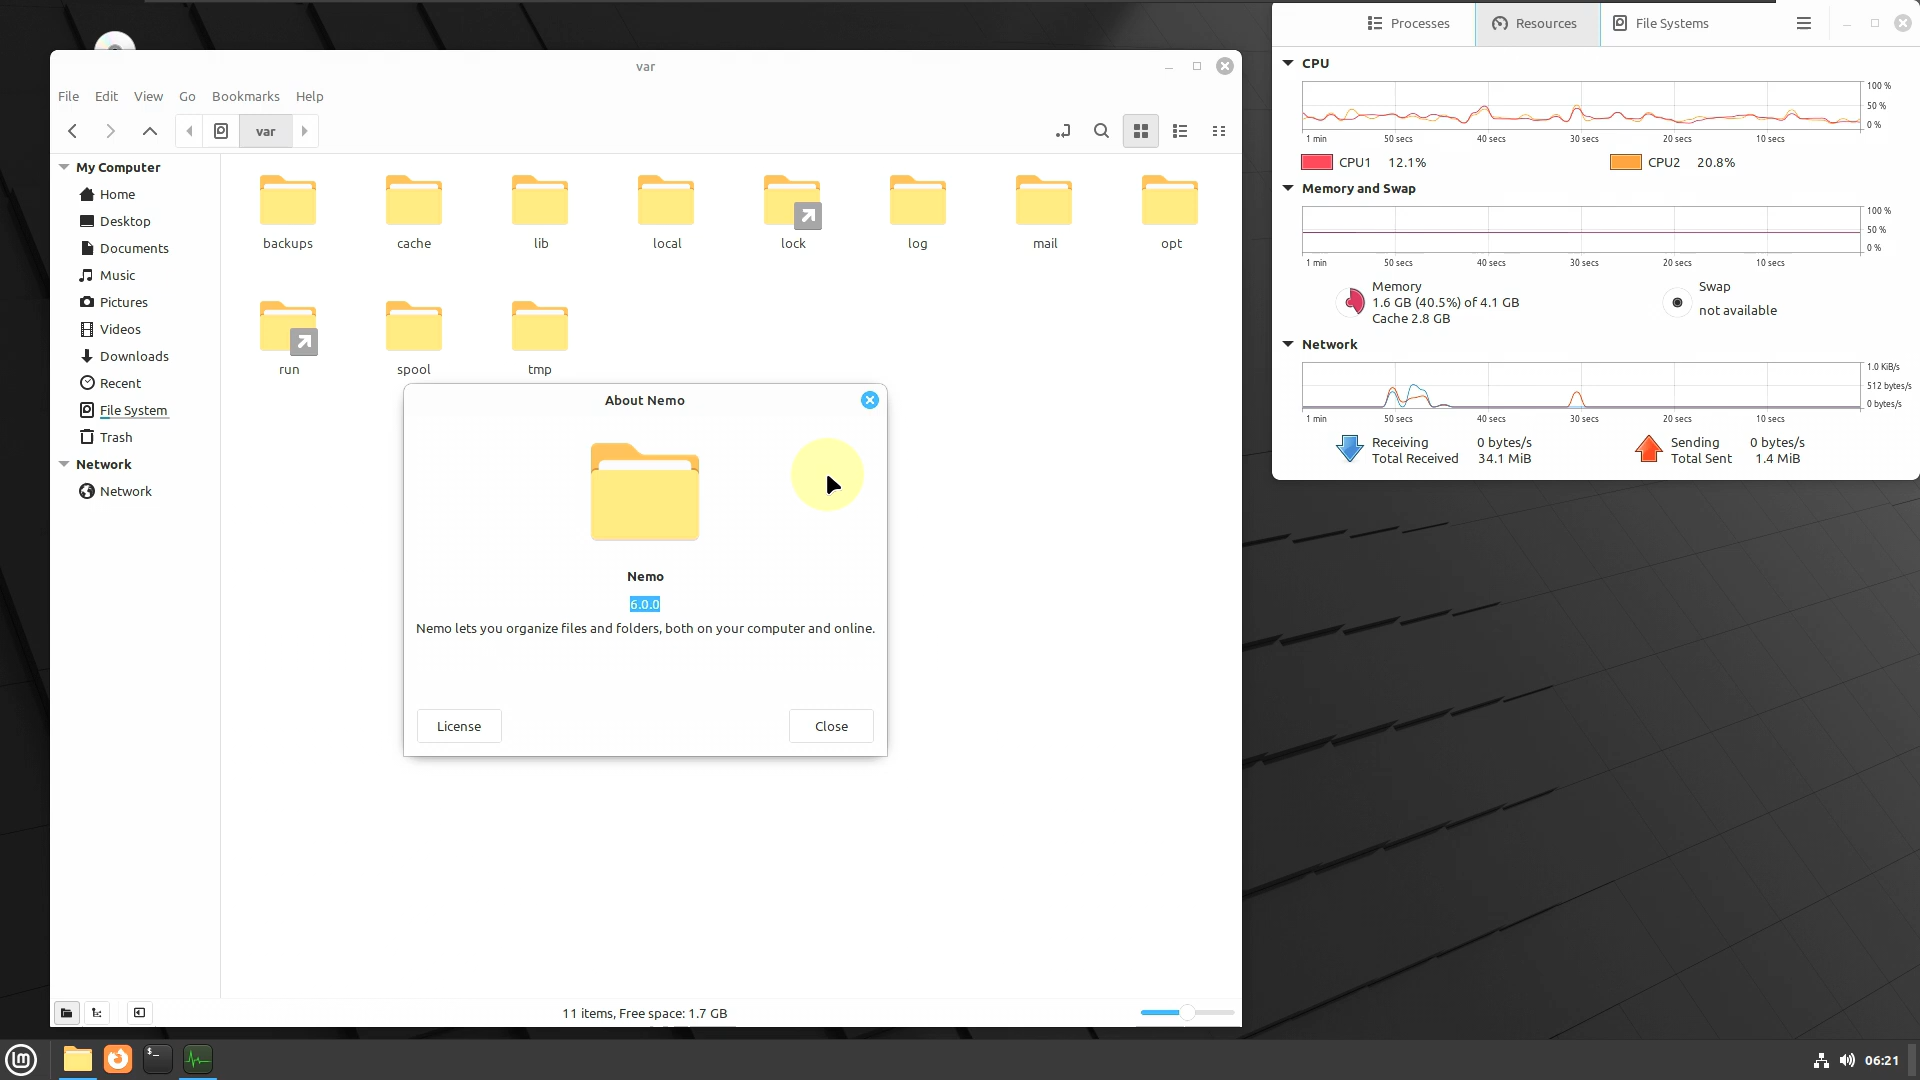 var
File Edit View Go Bookmarks Help
var
My Computer
Home
Desktop
Documents
Music
Pictures
Videos
Downloads
Recent
File System
Trash
Network
Network
backups cache lib local lock log mail opt
run spool tmp
About Nemo
Nemo
6.0.0
Nemo lets you organize files and folders, both on your computer and online.
License Close
11 items, Free space: 1.7 GB
Processes Resources File Systems
CPU
100 %
50 %
0 %
1 min 50 secs 40 secs 30 secs 20 secs 10 secs
CPU1 12.1% CPU2 20.8%
Memory and Swap
100 %
50 %
0 %
1 min 50 secs 40 secs 30 secs 20 secs 10 secs
Memory
1.6 GB (40.5%) of 4.1 GB
Cache 2.8 GB
Swap
not available
Network
1.0 KiB/s
512 bytes/s
0 bytes/s
1 min 50 secs 40 secs 30 secs 20 secs 10 secs
Receiving 0 bytes/s
Total Received 34.1 MiB
Sending 0 bytes/s
Total Sent 1.4 MiB
lm
$_
06:21